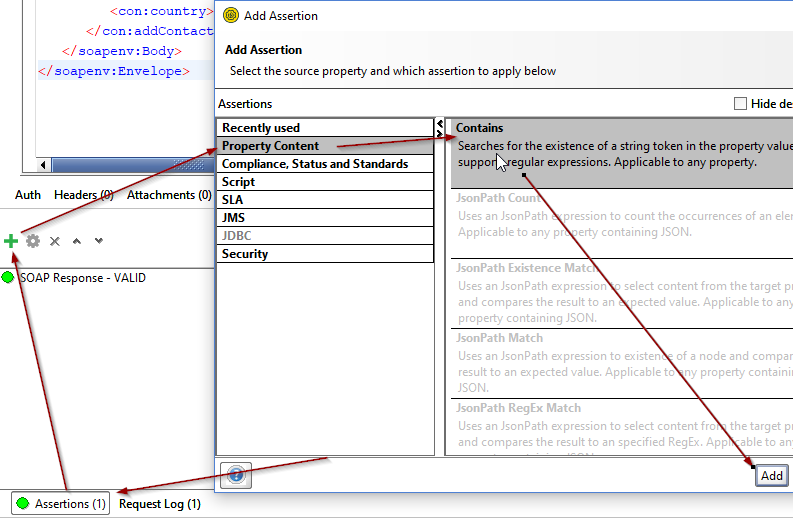 <con:country>
</con:addContact
</soapenv:Body>
</soapenv:Envelope>
Auth Headers (0) Attachments (0)
SOAP Response - VALID
Assertions (1) Request Log (1)
Add Assertion
Add Assertion
Select the source property and which assertion to apply below
Assertions
Hide de
Recently used
Property Content
Compliance, Status and Standards
Script
SLA
JMS
JDBC
Security
Contains
Searches for the existence of a string token in the property value
support regular expressions. Applicable to any property.
JsonPath Count
Uses an JsonPath expression to count the occurrences of an ele
Applicable to any property containing JSON.
JsonPath Existence Match
Uses an JsonPath expression to select content from the target p
and compares the result to an expected value. Applicable to any
property containing JSON.
JsonPath Match
Uses an JsonPath expression to existence of a node and compa
result to an expected value. Applicable to any property containi
JSON.
JsonPath RegEx Match
Uses an JsonPath expression to select content from the target p
and compares the result to an specified RegEx. Applicable to an
Add